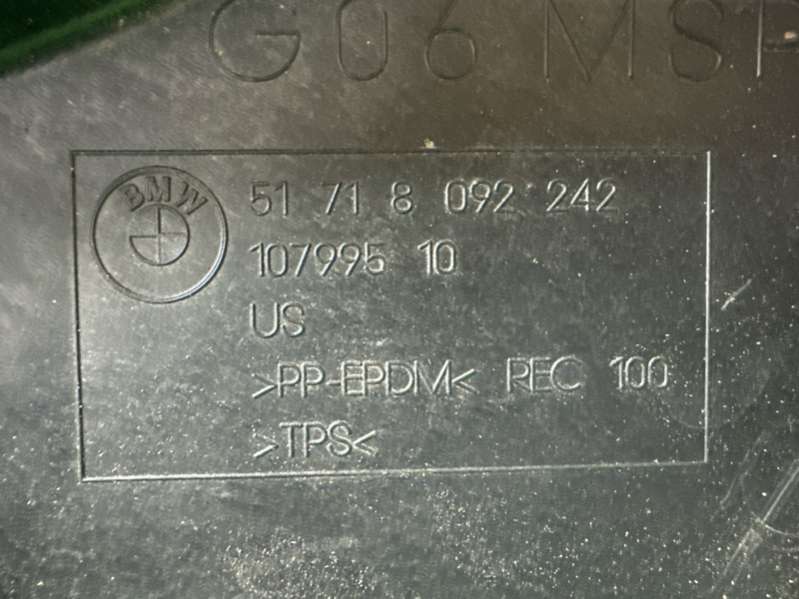 G06 MSP
BMW
51 71 8 092 242
107995 10
US
>PP-EPDM< REC 100
>TPS<